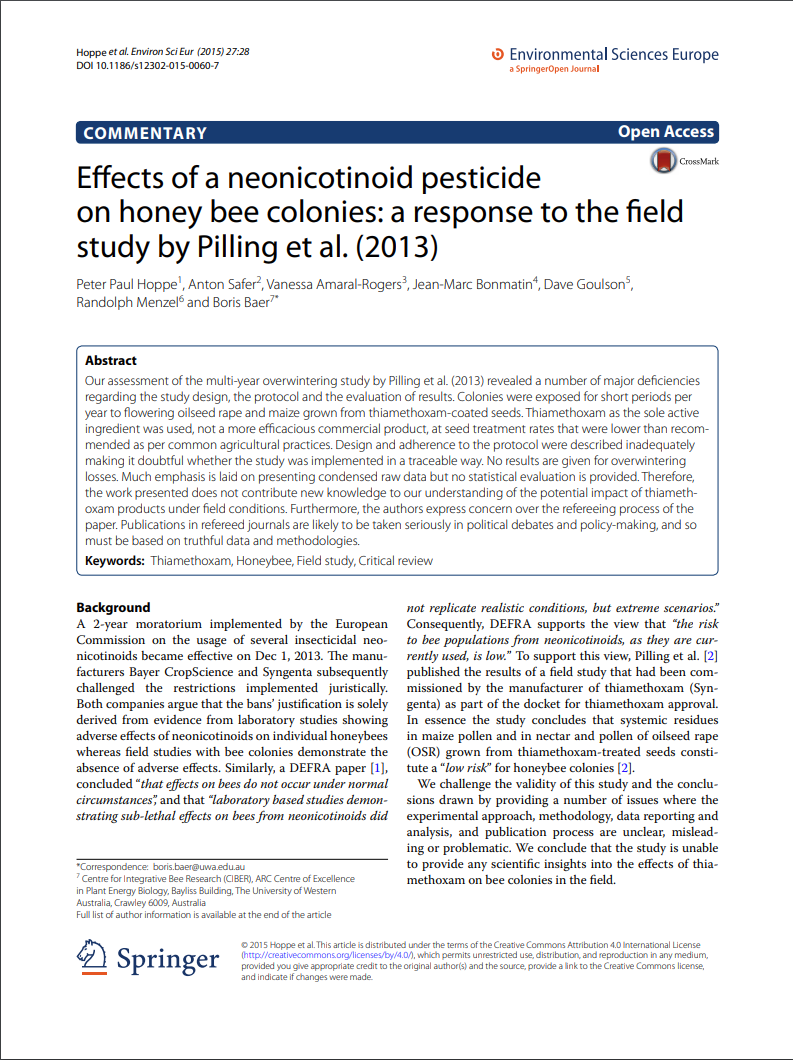 Hoppe et al. Environ Sci Eur (2015) 27:28
DOI 10.1186/s12302-015-0060-7
Environmental Sciences Europe
a SpringerOpen Journal
COMMENTARY
Open Access
CrossMark
Effects of a neonicotinoid pesticide
on honey bee colonies: a response to the field
study by Pilling et al. (2013)
Peter Paul Hoppe1, Anton Safer2, Vanessa Amaral-Rogers3, Jean-Marc Bonmatin4, Dave Goulson5,
Randolph Menzel6 and Boris Baer7*
Abstract
Our assessment of the multi-year overwintering study by Pilling et al. (2013) revealed a number of major deficiencies
regarding the study design, the protocol and the evaluation of results. Colonies were exposed for short periods per
year to flowering oilseed rape and maize grown from thiamethoxam-coated seeds. Thiamethoxam as the sole active
ingredient was used, not a more efficacious commercial product, at seed treatment rates that were lower than recom-
mended as per common agricultural practices. Design and adherence to the protocol were described inadequately
making it doubtful whether the study was implemented in a traceable way. No results are given for overwintering
losses. Much emphasis is laid on presenting condensed raw data but no statistical evaluation is provided. Therefore,
the work presented does not contribute new knowledge to our understanding of the potential impact of thiameth-
oxam products under field conditions. Furthermore, the authors express concern over the refereeing process of the
paper. Publications in refereed journals are likely to be taken seriously in political debates and policy-making, and so
must be based on truthful data and methodologies.
Keywords: Thiamethoxam, Honeybee, Field study, Critical review
Background
A 2-year moratorium implemented by the European
Commission on the usage of several insecticidal neo-
nicotinoids became effective on Dec 1, 2013. The manu-
facturers Bayer CropScience and Syngenta subsequently
challenged the restrictions implemented juristically.
Both companies argue that the bans' justification is solely
derived from evidence from laboratory studies showing
adverse effects of neonicotinoids on individual honeybees
whereas field studies with bee colonies demonstrate the
absence of adverse effects. Similarly, a DEFRA paper [1],
concluded "that effects on bees do not occur under normal
circumstances", and that "laboratory based studies demon-
strating sub-lethal effects on bees from neonicotinoids did
not replicate realistic conditions, but extreme scenarios."
Consequently, DEFRA supports the view that "the risk
to bee populations from neonicotinoids, as they are cur-
rently used, is low." To support this view, Pilling et al. [2]
published the results of a field study that had been com-
missioned by the manufacturer of thiamethoxam (Syn-
genta) as part of the docket for thiamethoxam approval.
In essence the study concludes that systemic residues
in maize pollen and in nectar and pollen of oilseed rape
(OSR) grown from thiamethoxam-treated seeds consti-
tute a "low risk" for honeybee colonies [2].
We challenge the validity of this study and the conclu-
sions drawn by providing a number of issues where the
experimental approach, methodology, data reporting and
analysis, and publication process are unclear, mislead-
ing or problematic. We conclude that the study is unable
to provide any scientific insights into the effects of thia-
methoxam on bee colonies in the field.
*Correspondence: boris.baer@uwa.edu.au
7 Centre for Integrative Bee Research (CIBER), ARC Centre of Excellence
in Plant Energy Biology, Bayliss Building, The University of Western
Australia, Crawley 6009, Australia
Full list of author information is available at the end of the article
Springer
© 2015 Hoppe et al. This article is distributed under the terms of the Creative Commons Attribution 4.0 International License
(http://creativecommons.org/licenses/by/4.0/), which permits unrestricted use, distribution, and reproduction in any medium,
provided you give appropriate credit to the original author(s) and the source, provide a link to the Creative Commons license,
and indicate if changes were made.